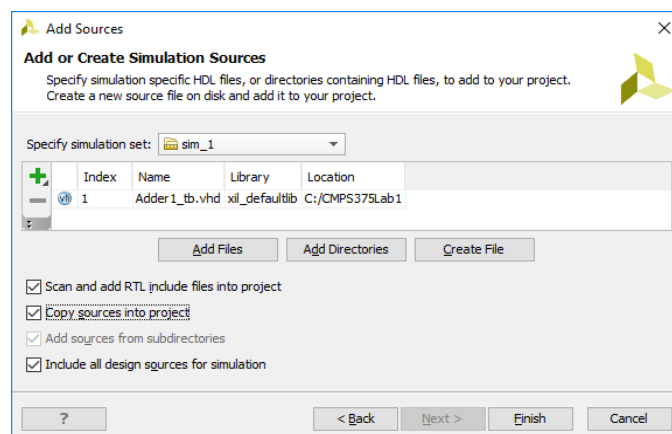 Add Sources
Add or Create Simulation Sources
Specify simulation specific HDL files, or directories containing HDL files, to add to your project.
Create a new source file on disk and add it to your project.
Specify simulation set: sim_1
Index Name Library Location
vh 1 Adder1_tb.vhd xil_defaultlib C:/CMPS375Lab1
Add Files Add Directories Create File
Scan and add RTL include files into project
Copy sources into project
Add sources from subdirectories
Include all design sources for simulation
? < Back Next > Finish Cancel